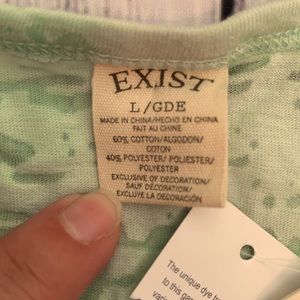 EXIST
L/GDE
MADE IN CHINA/HECHO EN CHINA
FAIT AU CHINE
60% COTTON/ALGODON/
COTON
40% POLYESTER/ POLIESTER/
POLYESTER
EXCLUSIVE OF DECORATION/
SAUF DÉCORATION/
EXCLUYE LA DECORACIÓN
The unique dye
to this